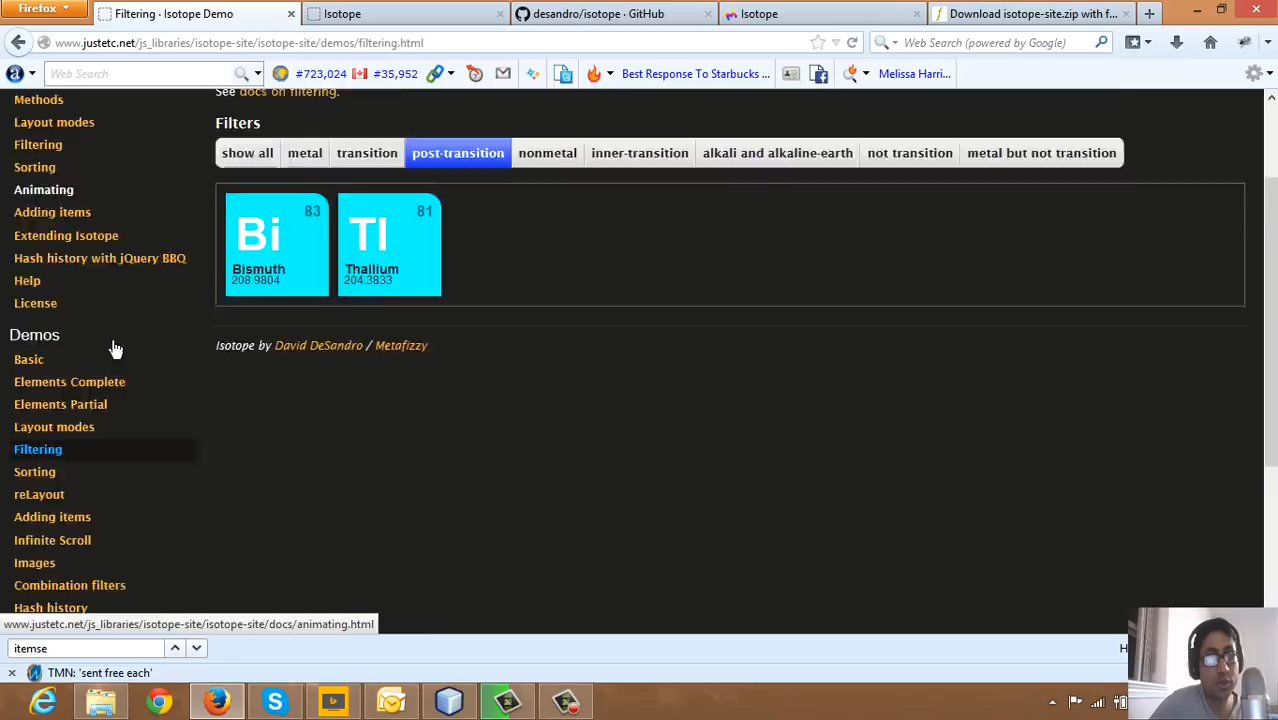 Firefox
Filtering · Isotope Demo
Isotope
desandro/isotope · GitHub
Isotope
Download isotope-site.zip with f...
www.justetc.net/js_libraries/isotope-site/isotope-site/demos/filtering.html
Web Search (powered by Google)
Web Search
#723,024
#35,952
Best Response To Starbucks ...
Melissa Harri...
Methods
Layout modes
Filtering
Sorting
Animating
Adding items
Extending Isotope
Hash history with jQuery BBQ
Help
License
Demos
Basic
Elements Complete
Elements Partial
Layout modes
Filtering
Sorting
reLayout
Adding items
Infinite Scroll
Images
Combination filters
Hash history
See docs on filtering.
Filters
show all metal transition post-transition nonmetal inner-transition alkali and alkaline-earth not transition metal but not transition
83
Bi
Bismuth
208.9804
81
Tl
Thallium
204.3833
Isotope by David DeSandro / Metafizzy
www.justetc.net/js_libraries/isotope-site/isotope-site/docs/animating.html
itemse
H
TMN: 'sent free each'